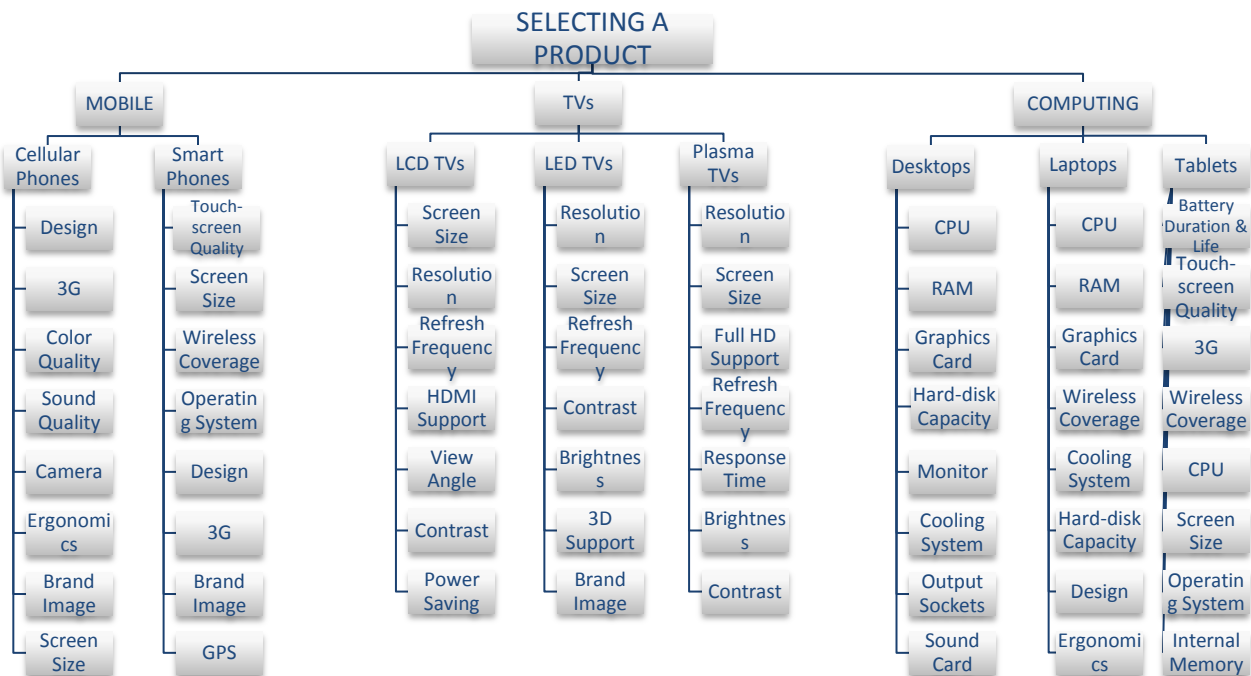 SELECTING A
PRODUCT
MOBILE
Cellular
Phones
Design
3G
Color
Quality
Sound
Quality
Camera
Ergonomi
cs
Brand
Image
Screen
Size
Smart
Phones
Touch-
screen
Quality
Screen
Size
Wireless
Coverage
Operatin
g System
Design
3G
Brand
Image
GPS
TVs
LCD TVs
Screen
Size
Resolutio
n
Refresh
Frequenc
y
HDMI
Support
View
Angle
Contrast
Power
Saving
LED TVs
Resolutio
n
Screen
Size
Refresh
Frequenc
y
Contrast
Brightnes
s
3D
Support
Brand
Image
Plasma
TVs
Resolutio
n
Screen
Size
Full HD
Support
Refresh
Frequenc
y
Response
Time
Brightnes
s
Contrast
COMPUTING
Desktops
CPU
RAM
Graphics
Card
Hard-disk
Capacity
Monitor
Cooling
System
Output
Sockets
Sound
Card
Laptops
CPU
RAM
Graphics
Card
Wireless
Coverage
Cooling
System
Hard-disk
Capacity
Design
Ergonomi
cs
Tablets
Battery
Duration &
Life
Touch-
screen
Quality
3G
Wireless
Coverage
CPU
Screen
Size
Operatin
g System
Internal
Memory